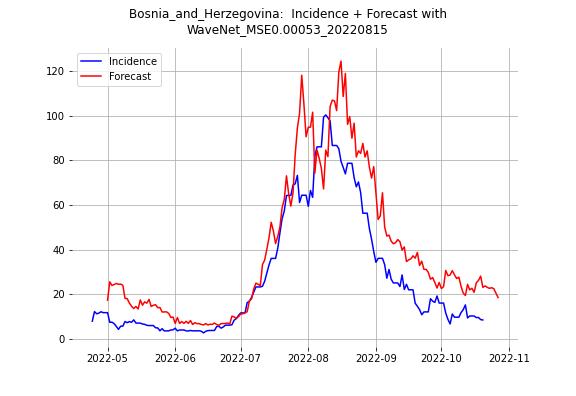 Bosnia_and_Herzegovina:  Incidence + Forecast with
WaveNet_MSE0.00053_20220815
Incidence
Forecast
120
100
80
60
40
20
0
2022-05 2022-06 2022-07 2022-08 2022-09 2022-10 2022-11